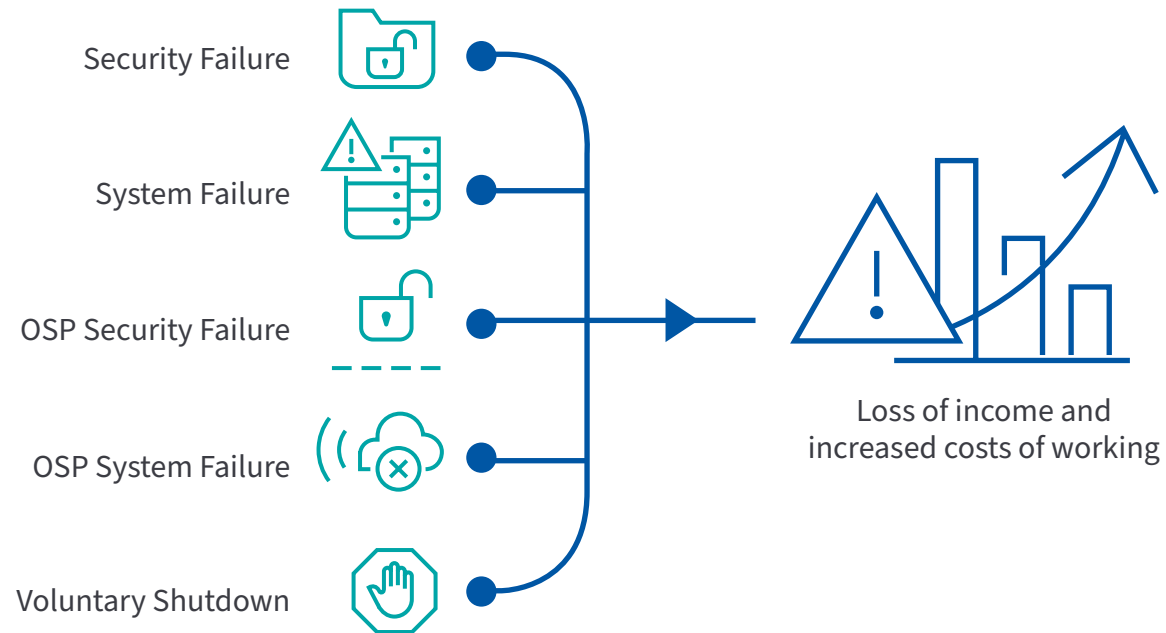 Security Failure
System Failure
OSP Security Failure
OSP System Failure
Voluntary Shutdown
Loss of income and
increased costs of working